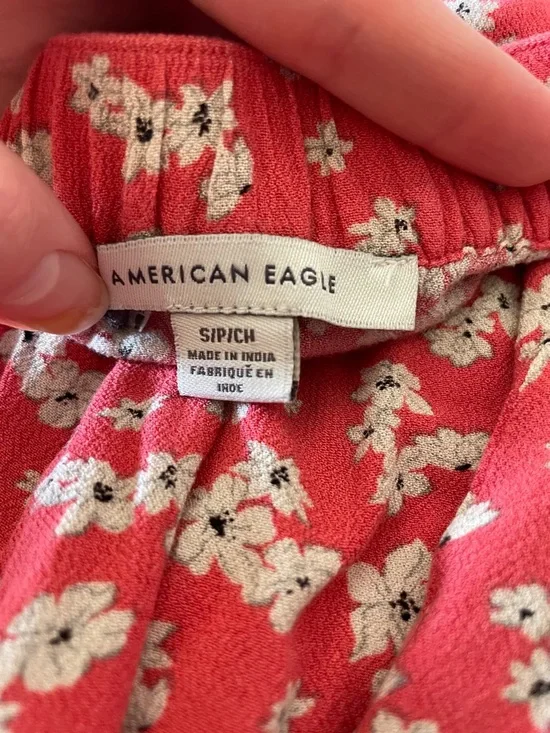 AMERICAN EAGLE
S/P/CH
MADE IN INDIA
FABRIQUÉ EN
INDE